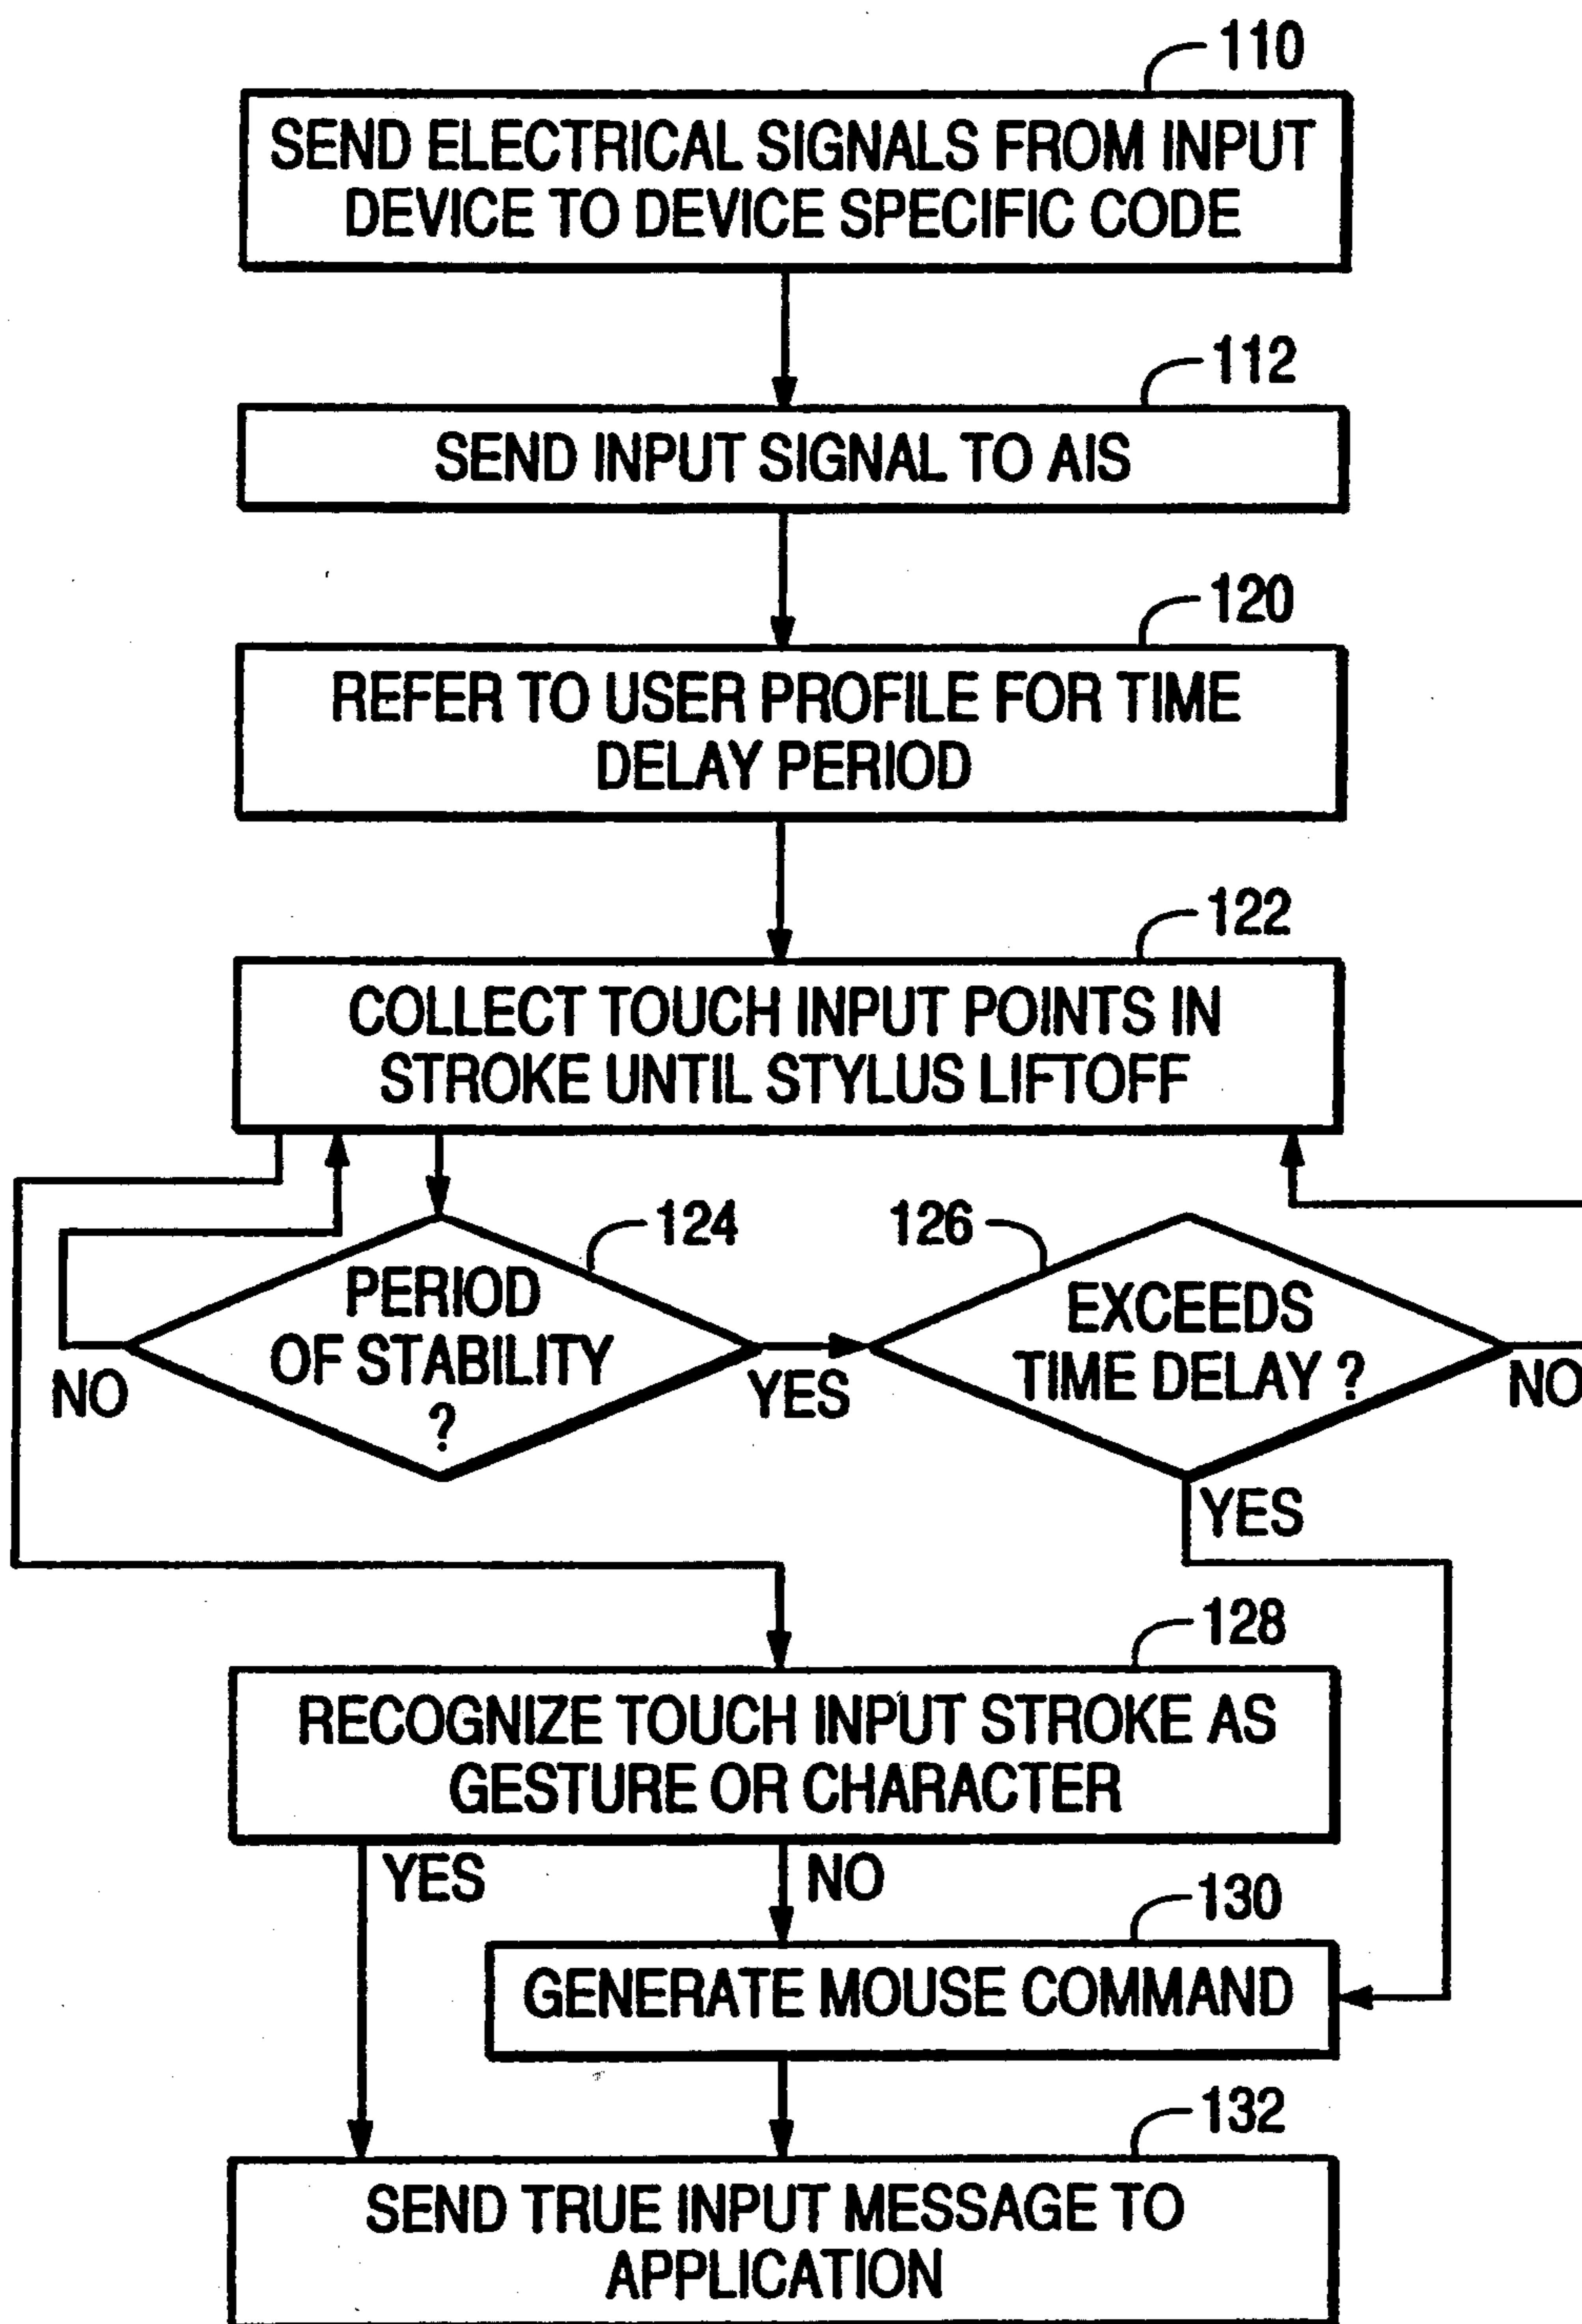 110
SEND ELECTRICAL SIGNALS FROM INPUT
DEVICE TO DEVICE SPECIFIC CODE
112
SEND INPUT SIGNAL TO AIS
120
REFER TO USER PROFILE FOR TIME
DELAY PERIOD
122
COLLECT TOUCH INPUT POINTS IN
STROKE UNTIL STYLUS LIFTOFF
124
PERIOD
OF STABILITY
?
NO
YES
126
EXCEEDS
TIME DELAY ?
NO
YES
128
RECOGNIZE TOUCH INPUT STROKE AS
GESTURE OR CHARACTER
YES
NO
130
GENERATE MOUSE COMMAND
132
SEND TRUE INPUT MESSAGE TO
APPLICATION